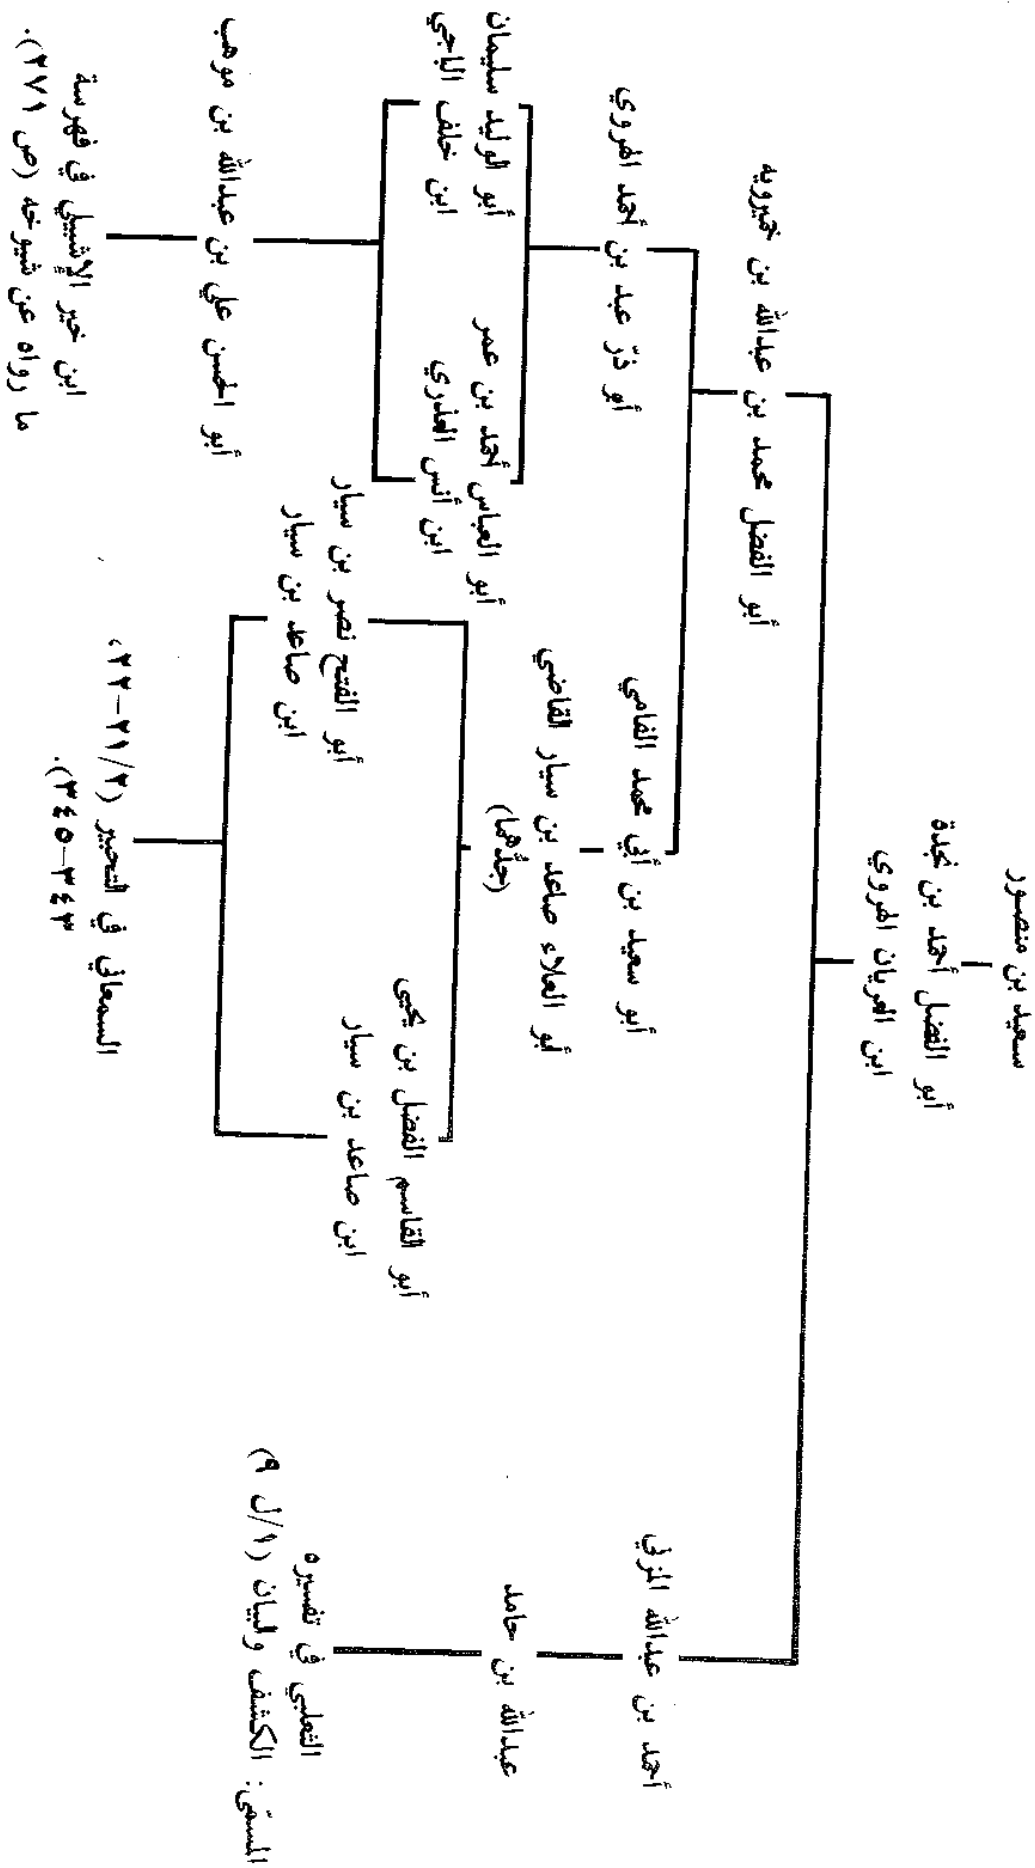 سعيد بن منصور
أبو الفضل أحمد بن نجدة
ابن العريان الهروي
أبو الفضل محمد بن عبدالله بن خميرويه
أبو ذرّ عبد بن أحمد الهروي
أبو الوليد سليمان
ابن خلف الباجي
أبو العباس أحمد بن عمر
ابن أنس العذري
أبو الحسن علي بن عبدالله بن موهب
ابن خير الإشبيلي في فهرسة
ما رواه عن شيوخه (ص ٢٧١).
أبو سعيد بن أبي محمد الفامي
أبو العلاء صاعد بن سيار القاضي
(جدُّهما)
أبو الفتح نصر بن سيار
ابن صاعد بن سيار
أبو القاسم الفضل بن يحيى
ابن صاعد بن سيار
السمعاني في التحبير (٢/٢١-٢٢،
٣٤٣-٣٤٥).
أحمد بن عبدالله المزني
عبدالله بن حامد
الثعلبي في تفسيره
المسمّى: الكشف والبيان (١/ل ٩)